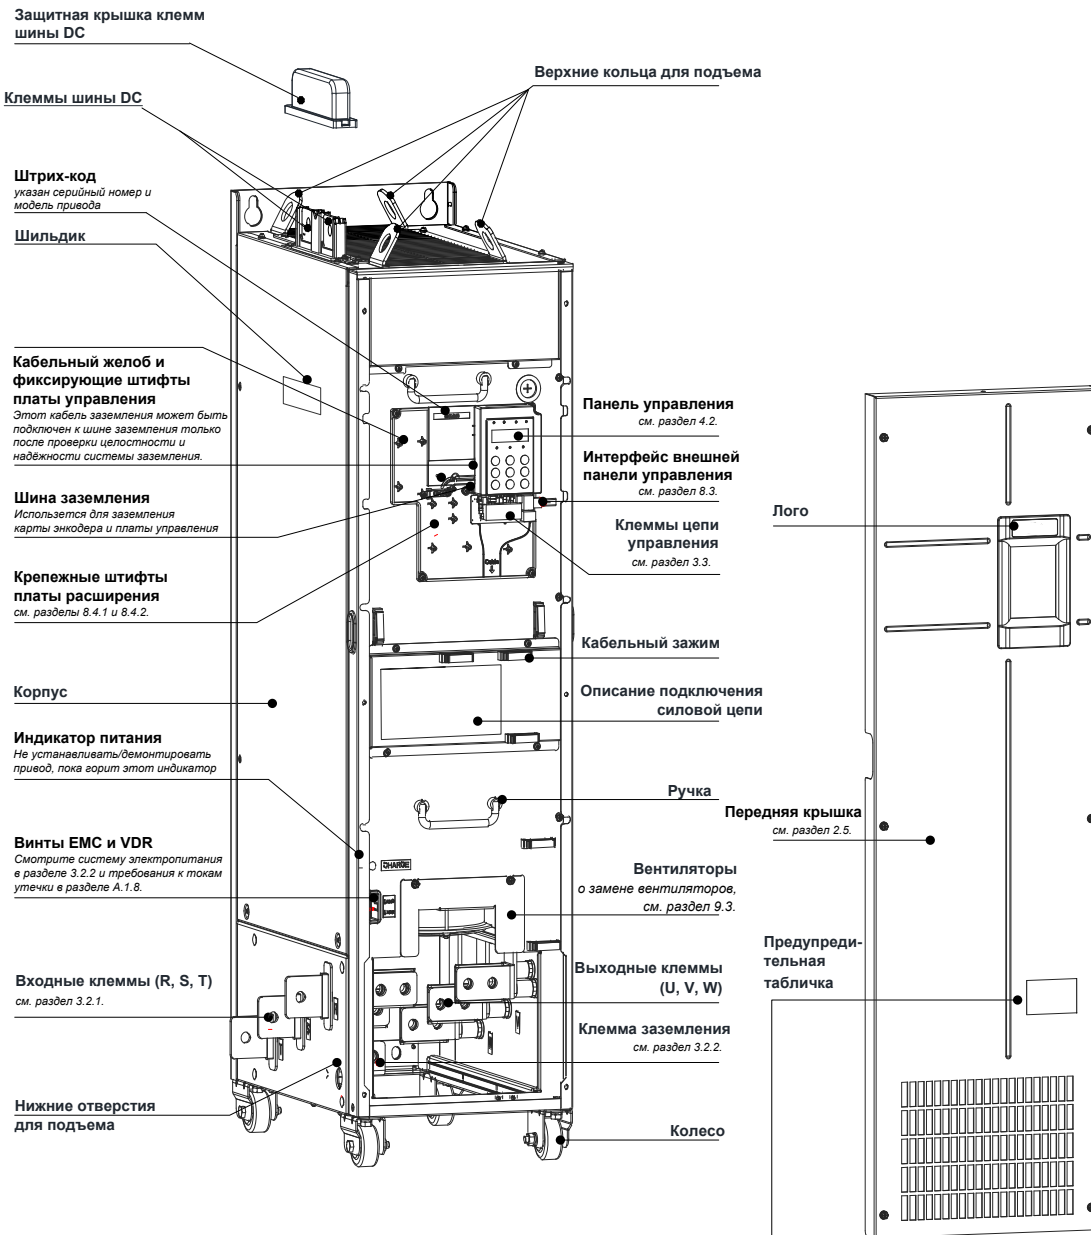 Защитная крышка клемм
шины DC
Верхние кольца для подъема
Клеммы шины DC
Штрих-код
указан серийный номер и
модель привода
Шильдик
Кабельный желоб и
фиксирующие штифты
платы управления
Этот кабель заземления может быть
подключен к шине заземления только
после проверки целостности и
надёжности системы заземления.
Шина заземления
Използется для заземления
карты энкодера и платы управления
Крепежные штифты
платы расширения
см. разделы 8.4.1 и 8.4.2.
Корпус
Индикатор питания
Не устанавливать/демонтировать
привод, пока горит этот индикатор
Винты EMC и VDR
Смотрите систему электропитания
в разделе 3.2.2 и требования к токам
утечки в разделе A.1.8.
Входные клеммы (R, S, T)
см. раздел 3.2.1.
Нижние отверстия
для подъема
Панель управления
см. раздел 4.2.
Интерфейс внешней
панели управления
см. раздел 8.3.
Клеммы цепи
управления
см. раздел 3.3.
Cable
Кабельный зажим
Описание подключения
силовой цепи
Ручка
CHARGE
Вентиляторы
о замене вентиляторов,
см. раздел 9.3.
Выходные клеммы
(U, V, W)
Клемма заземления
см. раздел 3.2.2.
Колесо
Лого
Передняя крышка
см. раздел 2.5.
Предупреди-
тельная
табличка